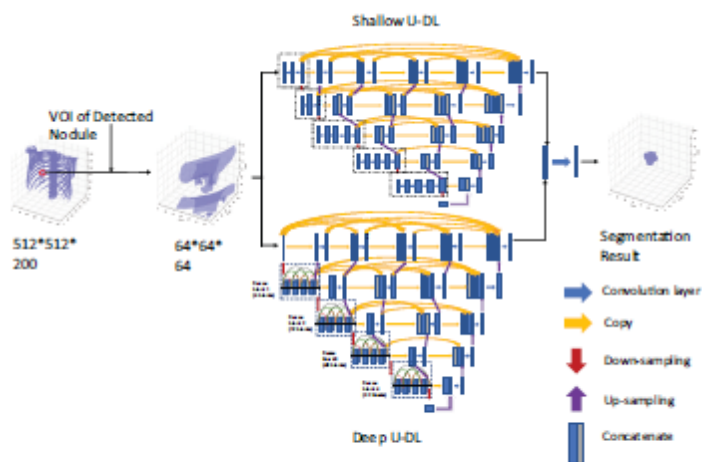 Shallow U-DL
VOI of Detected
Nodule
512*512*
200
64*64*
64
Segmentation
Result
Convolution layer
Copy
Down-sampling
Up-sampling
Concatenate
Deep U-DL